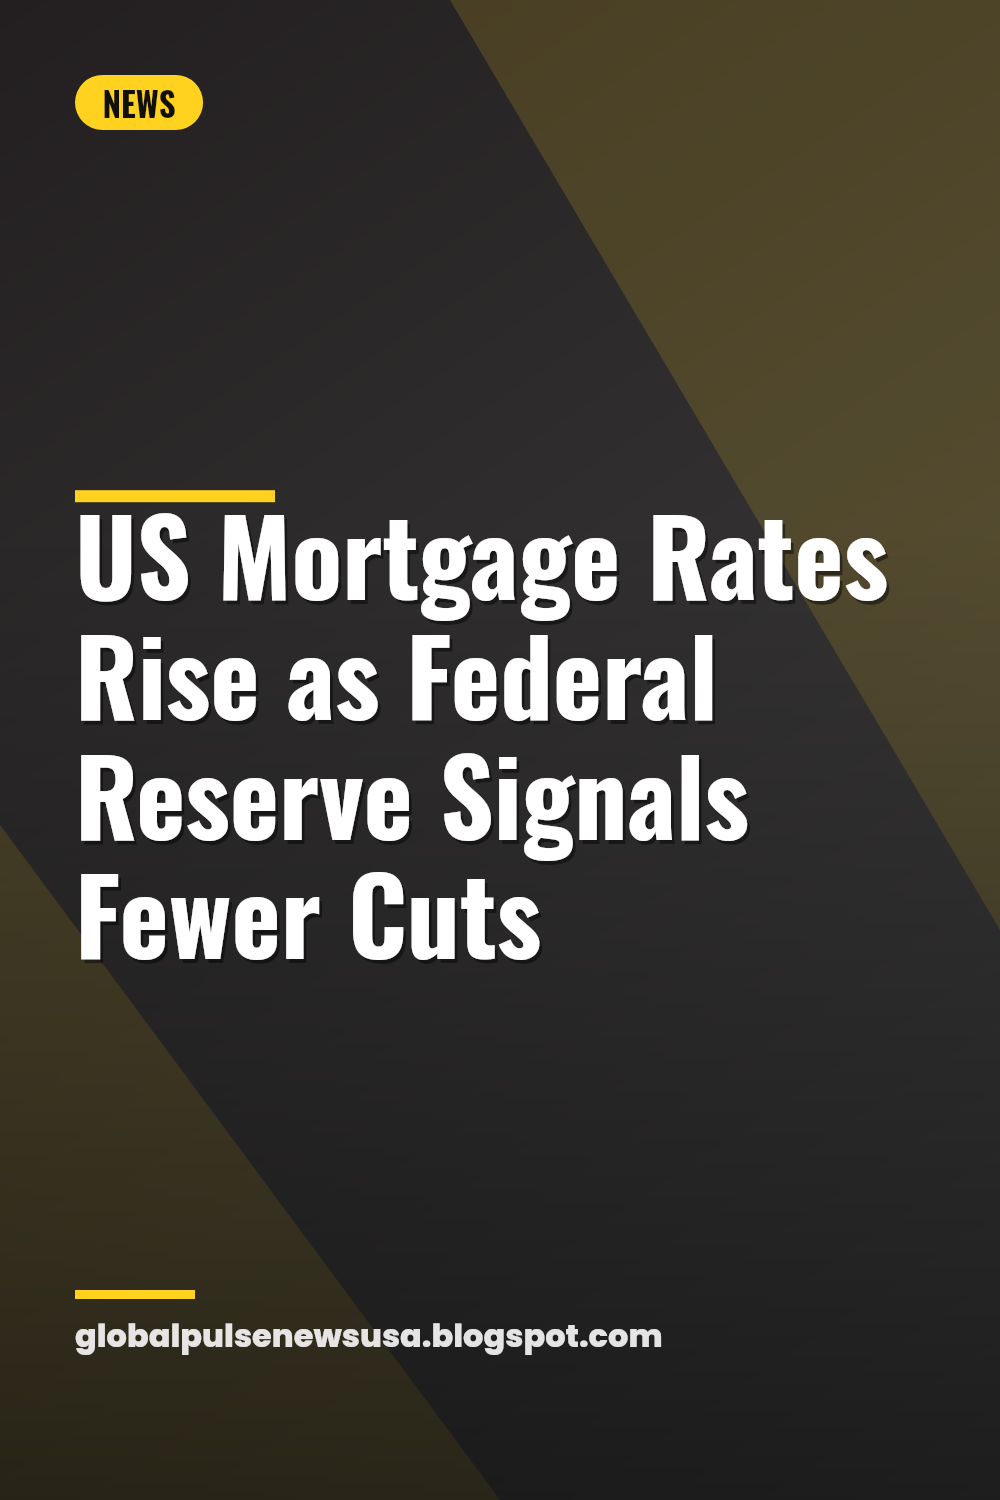 NEWS
US Mortgage Rates
Rise as Federal
Reserve Signals
Fewer Cuts
globalpulsenewsusa.blogspot.com